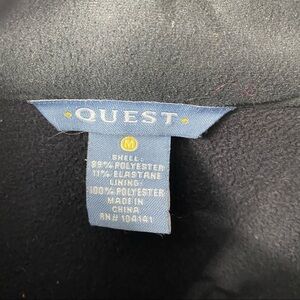 QUEST
M
SHELL:
89% POLYESTER
11% ELASTANE
LINING:
100% POLYESTER
MADE IN
CHINA
RN# 104141